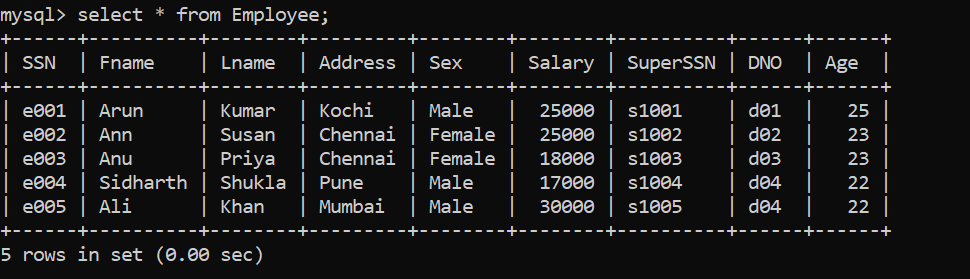 mysql> select * from Employee;
+------+----------+--------+---------+--------+--------+----------+------+------+
| SSN  | Fname    | Lname  | Address | Sex    | Salary | SuperSSN | DNO  | Age  |
+------+----------+--------+---------+--------+--------+----------+------+------+
| e001 | Arun     | Kumar  | Kochi   | Male   |  25000 | s1001    | d01  |   25 |
| e002 | Ann      | Susan  | Chennai | Female |  25000 | s1002    | d02  |   23 |
| e003 | Anu      | Priya  | Chennai | Female |  18000 | s1003    | d03  |   23 |
| e004 | Sidharth | Shukla | Pune    | Male   |  17000 | s1004    | d04  |   22 |
| e005 | Ali      | Khan   | Mumbai  | Male   |  30000 | s1005    | d04  |   22 |
+------+----------+--------+---------+--------+--------+----------+------+------+
5 rows in set (0.00 sec)